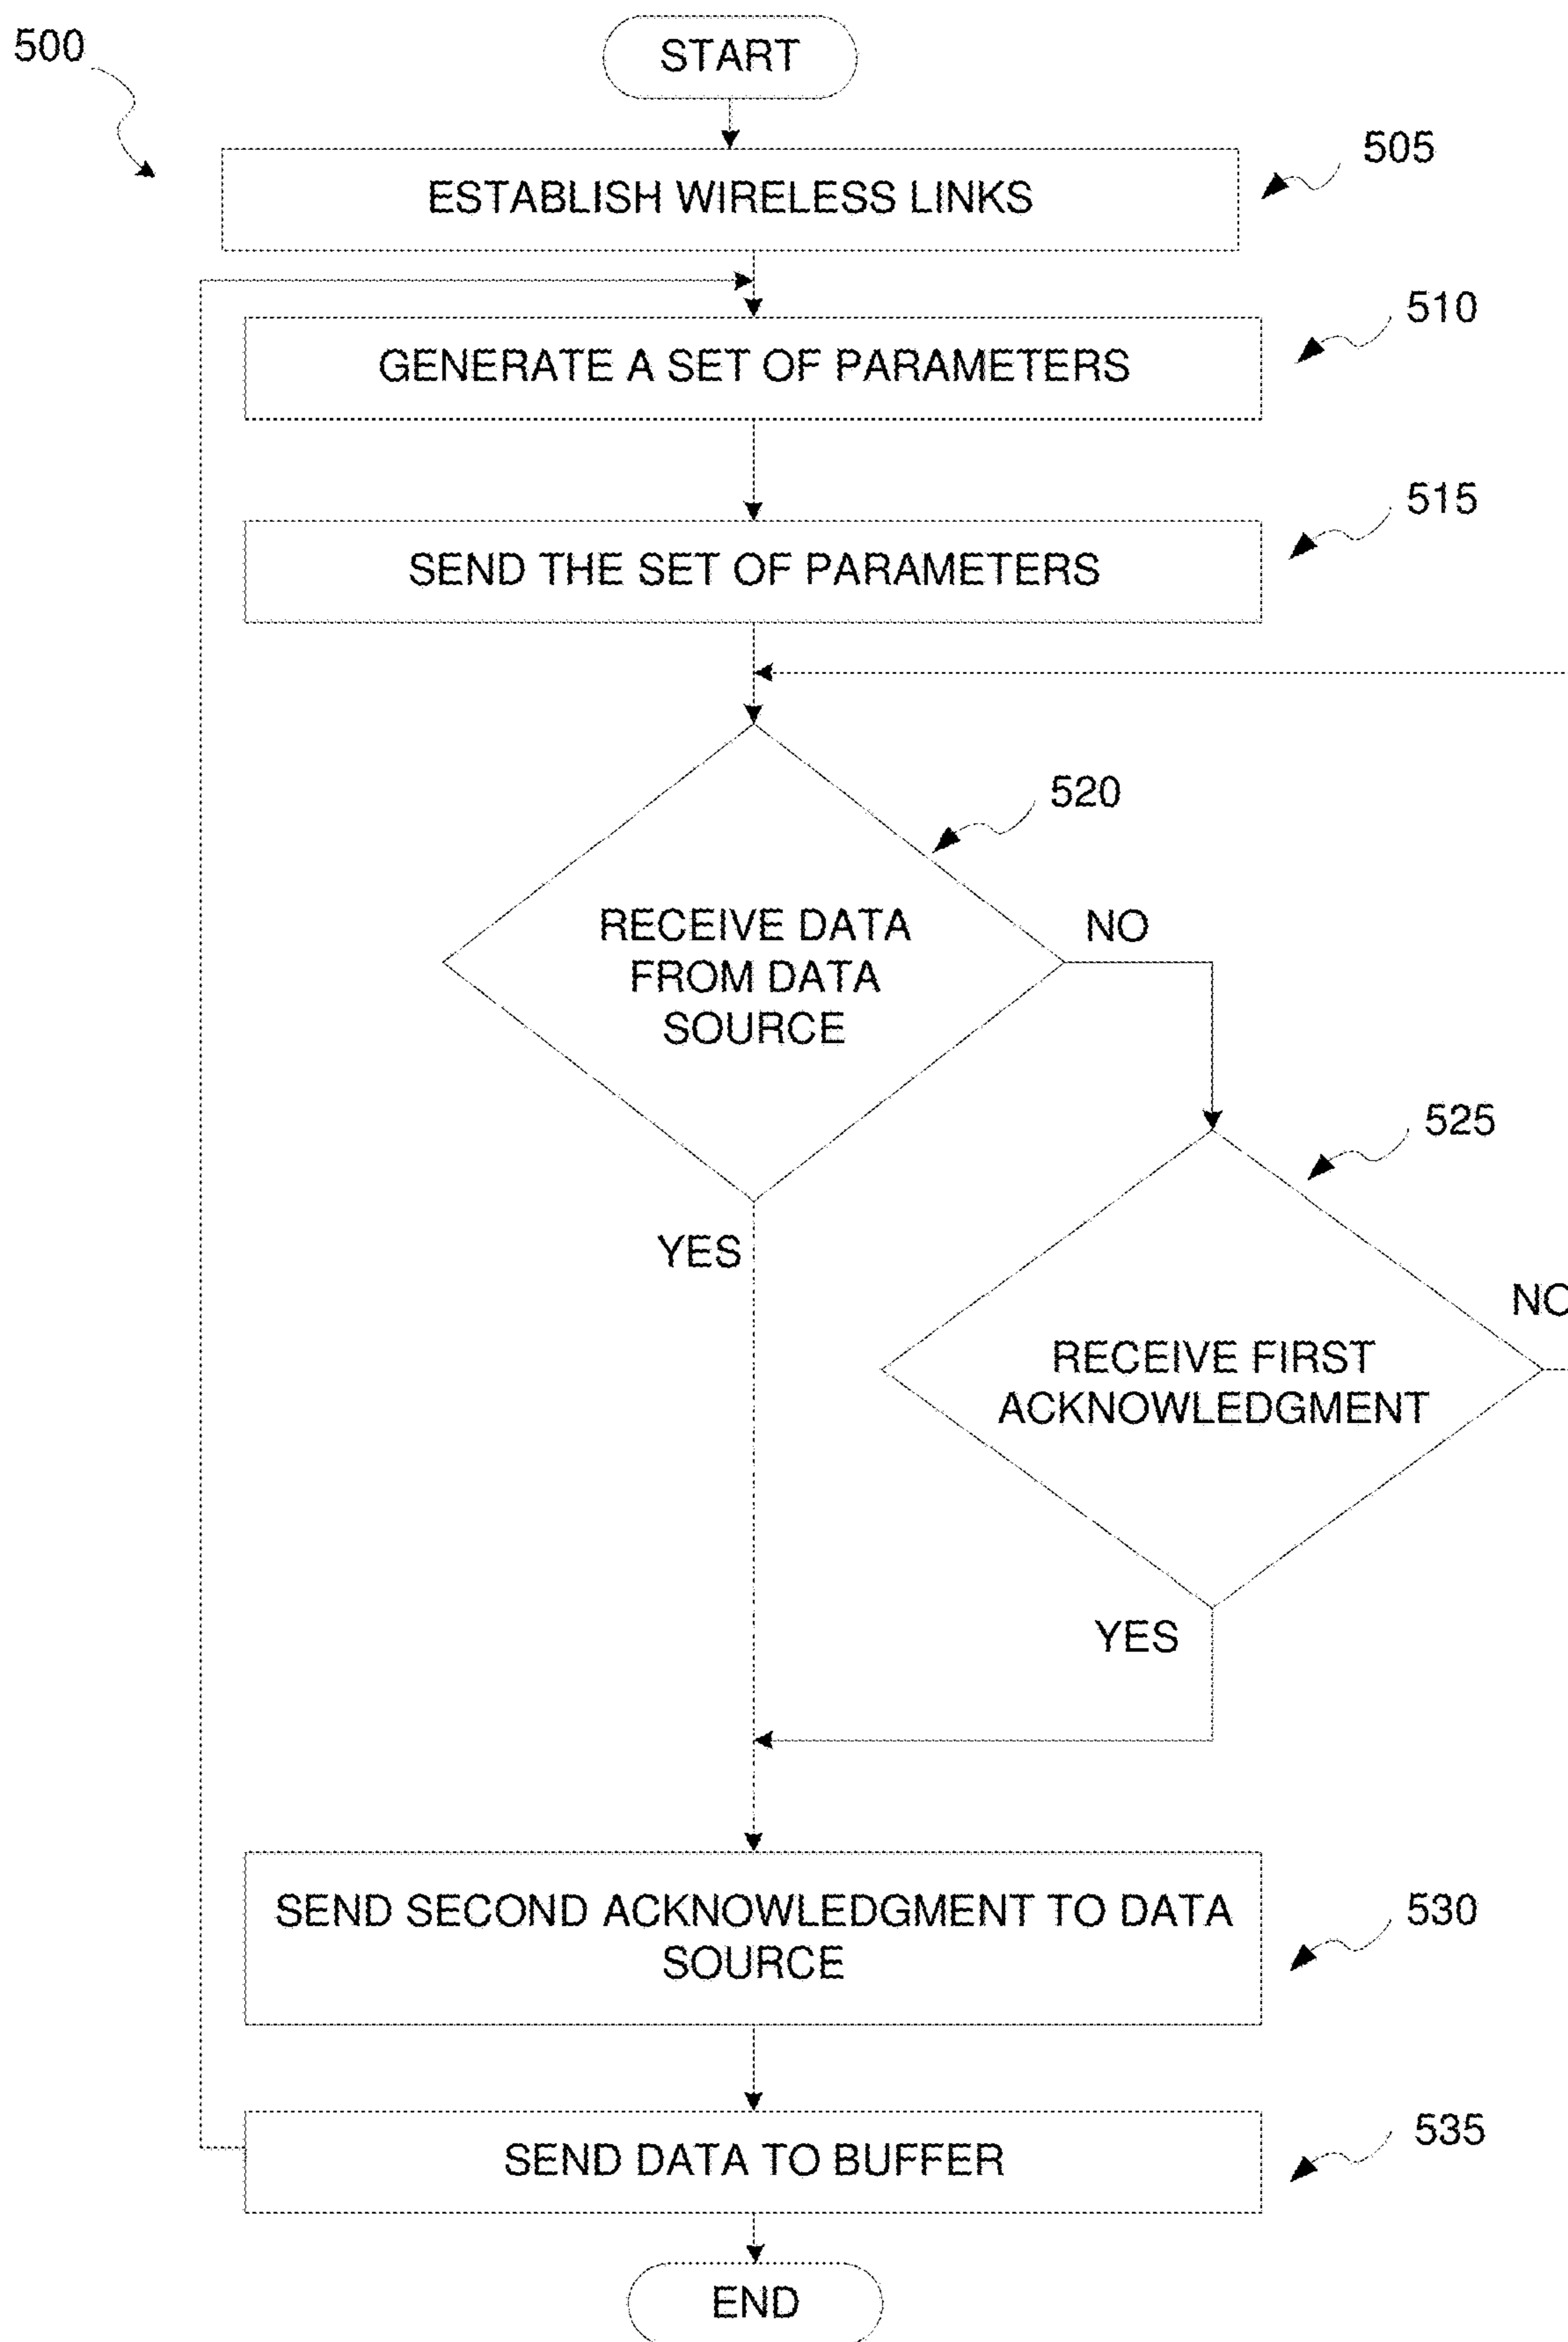 500
START
505
ESTABLISH WIRELESS LINKS
510
GENERATE A SET OF PARAMETERS
515
SEND THE SET OF PARAMETERS
520
RECEIVE DATA
FROM DATA
SOURCE
NO
YES
525
RECEIVE FIRST
ACKNOWLEDGMENT
NO
YES
SEND SECOND ACKNOWLEDGMENT TO DATA
SOURCE
530
SEND DATA TO BUFFER
535
END